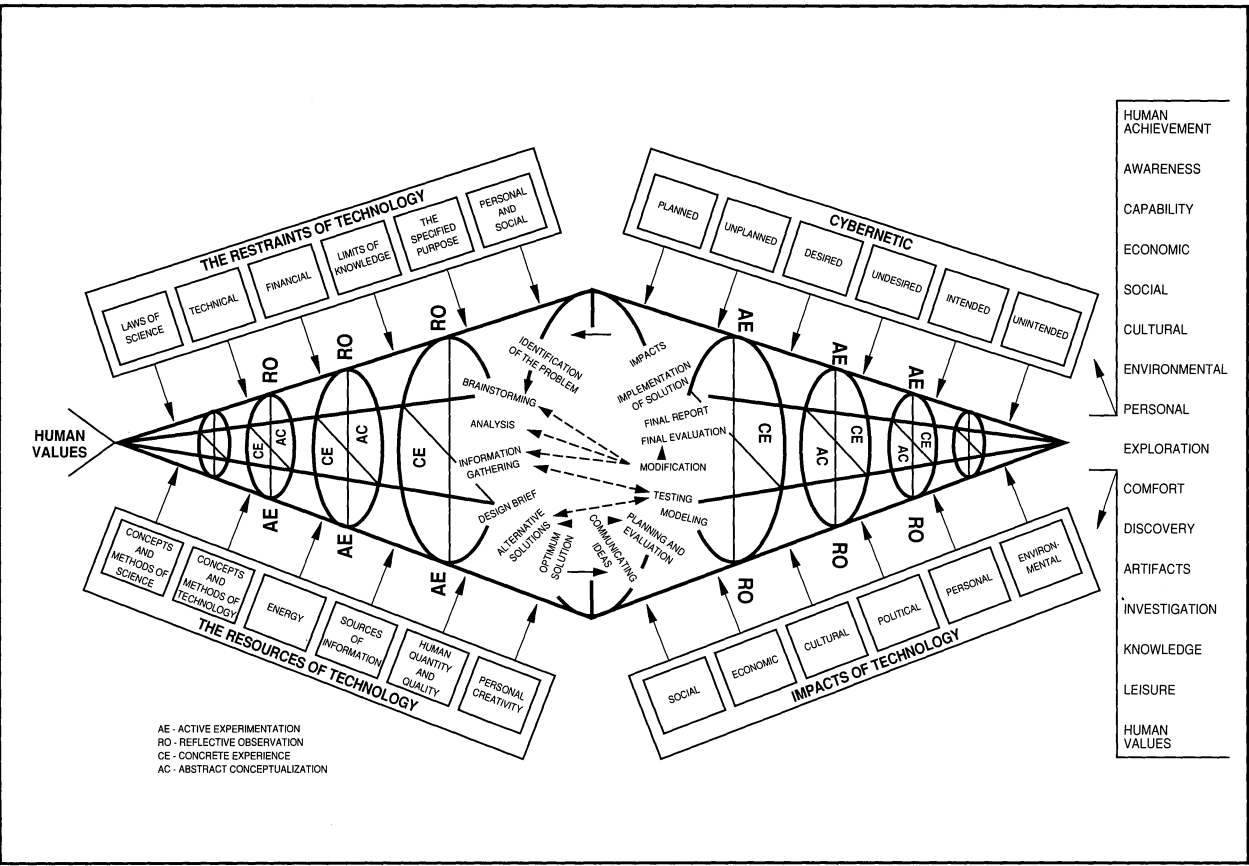 THE RESTRAINTS OF TECHNOLOGY
LAWS OF
SCIENCE
TECHNICAL
FINANCIAL
LIMITS OF
KNOWLEDGE
THE
SPECIFIED
PURPOSE
PERSONAL
AND
SOCIAL
CYBERNETIC
PLANNED
UNPLANNED
DESIRED
UNDESIRED
INTENDED
UNINTENDED
HUMAN
VALUES
RO
RO
RO
AE
AE
AE
CE
AC
CE
AC
CE
CE
AC
CE
AC
CE
AE
AE
AE
RO
RO
RO
IDENTIFICATION
OF THE PROBLEM
BRAINSTORMING
ANALYSIS
INFORMATION
GATHERING
DESIGN BRIEF
ALTERNATIVE
SOLUTIONS
OPTIMUM
SOLUTION
COMMUNICATING
IDEAS
PLANNING AND
EVALUATION
MODELING
TESTING
MODIFICATION
FINAL EVALUATION
FINAL REPORT
IMPLEMENTATION
OF SOLUTION
IMPACTS
CONCEPTS
AND
METHODS OF
SCIENCE
CONCEPTS
AND
METHODS OF
TECHNOLOGY
ENERGY
SOURCES
OF
INFORMATION
HUMAN
QUANTITY
AND
QUALITY
PERSONAL
CREATIVITY
THE RESOURCES OF TECHNOLOGY
SOCIAL
ECONOMIC
CULTURAL
POLITICAL
PERSONAL
ENVIRON-
MENTAL
IMPACTS OF TECHNOLOGY
HUMAN
ACHIEVEMENT
AWARENESS
CAPABILITY
ECONOMIC
SOCIAL
CULTURAL
ENVIRONMENTAL
PERSONAL
EXPLORATION
COMFORT
DISCOVERY
ARTIFACTS
INVESTIGATION
KNOWLEDGE
LEISURE
HUMAN
VALUES
AE - ACTIVE EXPERIMENTATION
RO - REFLECTIVE OBSERVATION
CE - CONCRETE EXPERIENCE
AC - ABSTRACT CONCEPTUALIZATION